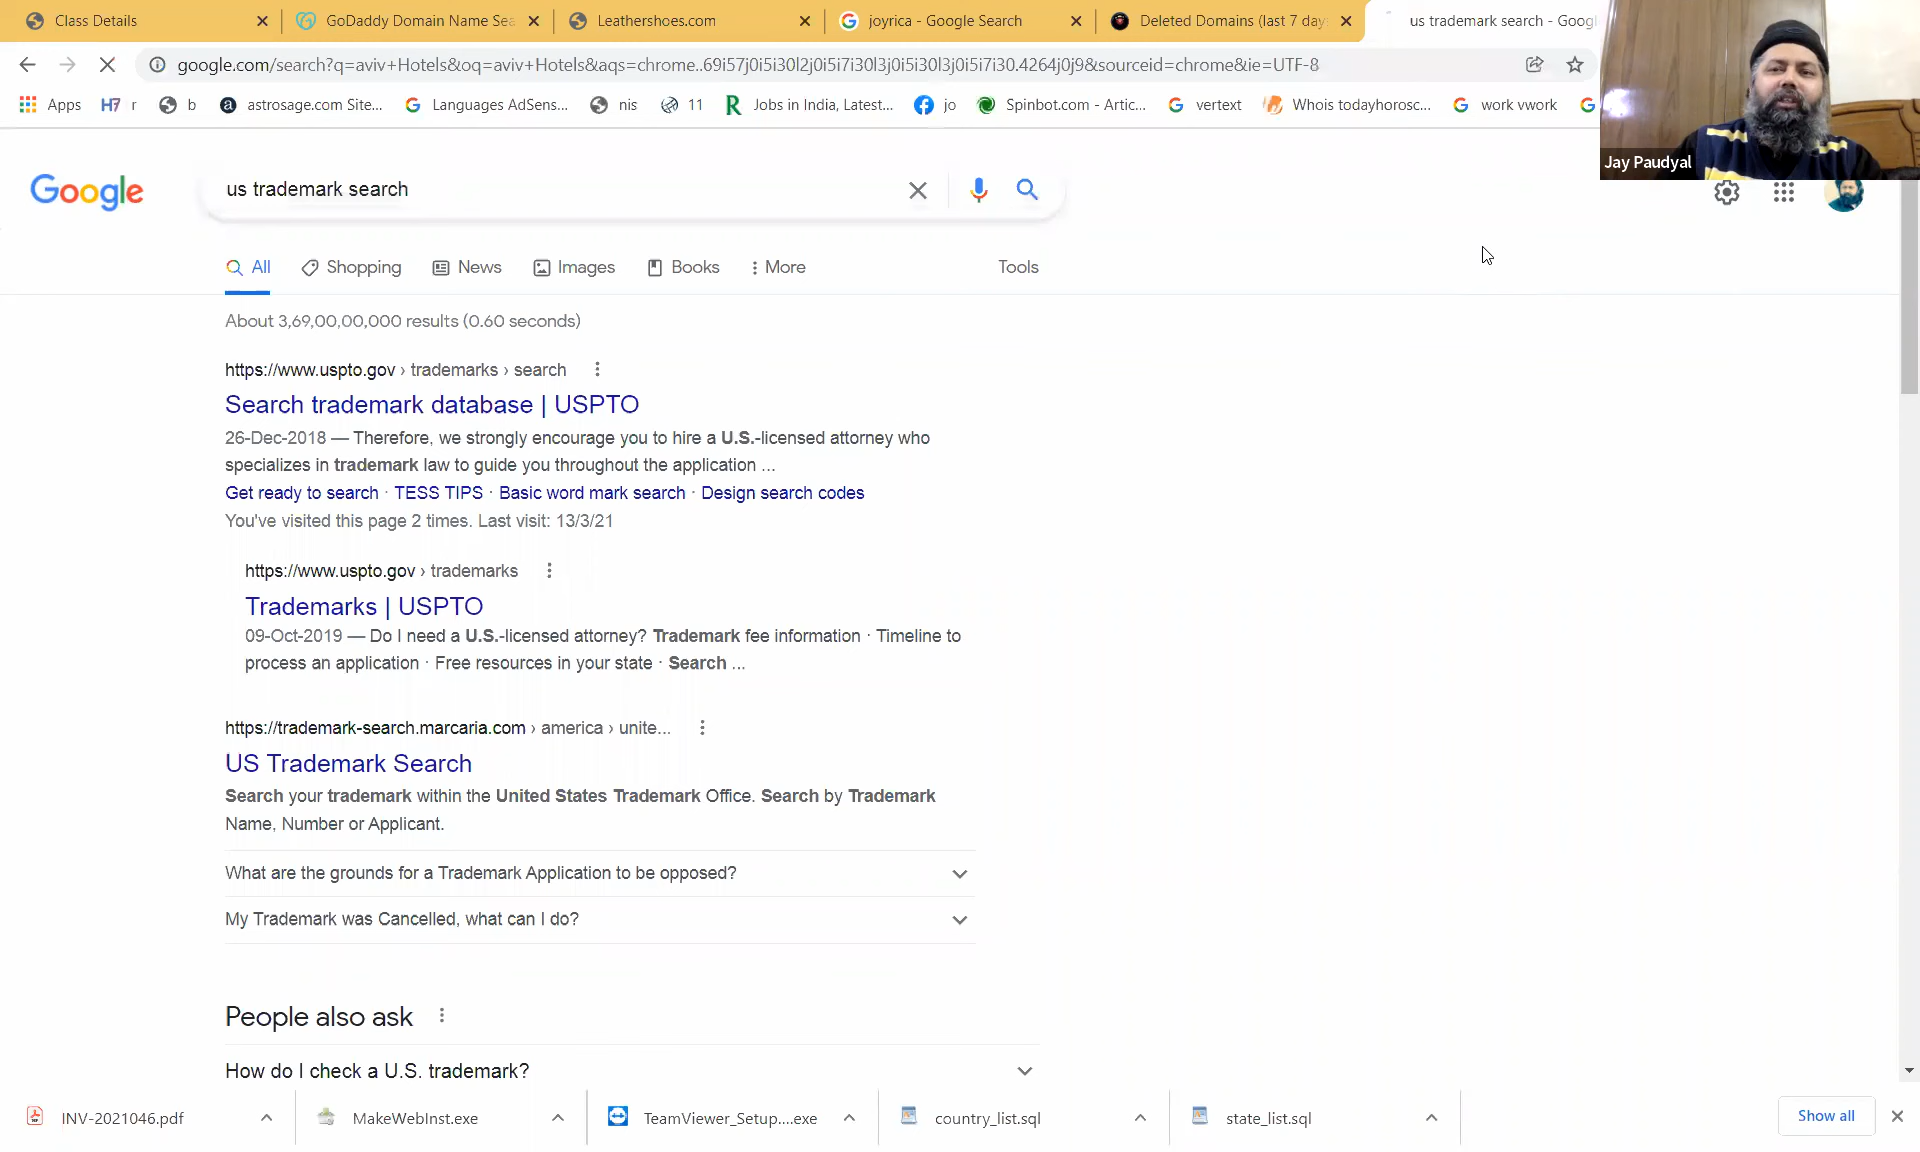 Class Details
GoDaddy Domain Name Sea
Leathershoes.com
joyrica - Google Search
Deleted Domains (last 7 day
us trademark search - Goog
google.com/search?q=aviv+Hotels&oq=aviv+Hotels&aqs=chrome..69i57j0i5i30l2j0i5i7i30l3j0i5i30l3j0i5i7i30.4264j0j9&sourceid=chrome&ie=UTF-8
Apps
H7 r
b
astrosage.com Site...
Languages AdSens...
nis
11
Jobs in India, Latest...
jo
Spinbot.com - Artic...
vertext
Whois todayhorosc...
work vwork
Jay Paudyal
Google
us trademark search
All
Shopping
News
Images
Books
More
Tools
About 3,69,00,00,000 results (0.60 seconds)
https://www.uspto.gov › trademarks › search
Search trademark database | USPTO
26-Dec-2018 — Therefore, we strongly encourage you to hire a U.S.-licensed attorney who
specializes in trademark law to guide you throughout the application ...
Get ready to search · TESS TIPS · Basic word mark search · Design search codes
You've visited this page 2 times. Last visit: 13/3/21
https://www.uspto.gov › trademarks
Trademarks | USPTO
09-Oct-2019 — Do I need a U.S.-licensed attorney? Trademark fee information · Timeline to
process an application · Free resources in your state · Search ...
https://trademark-search.marcaria.com › america › unite...
US Trademark Search
Search your trademark within the United States Trademark Office. Search by Trademark
Name, Number or Applicant.
What are the grounds for a Trademark Application to be opposed?
My Trademark was Cancelled, what can I do?
People also ask
How do I check a U.S. trademark?
INV-2021046.pdf
MakeWebInst.exe
TeamViewer_Setup....exe
country_list.sql
state_list.sql
Show all